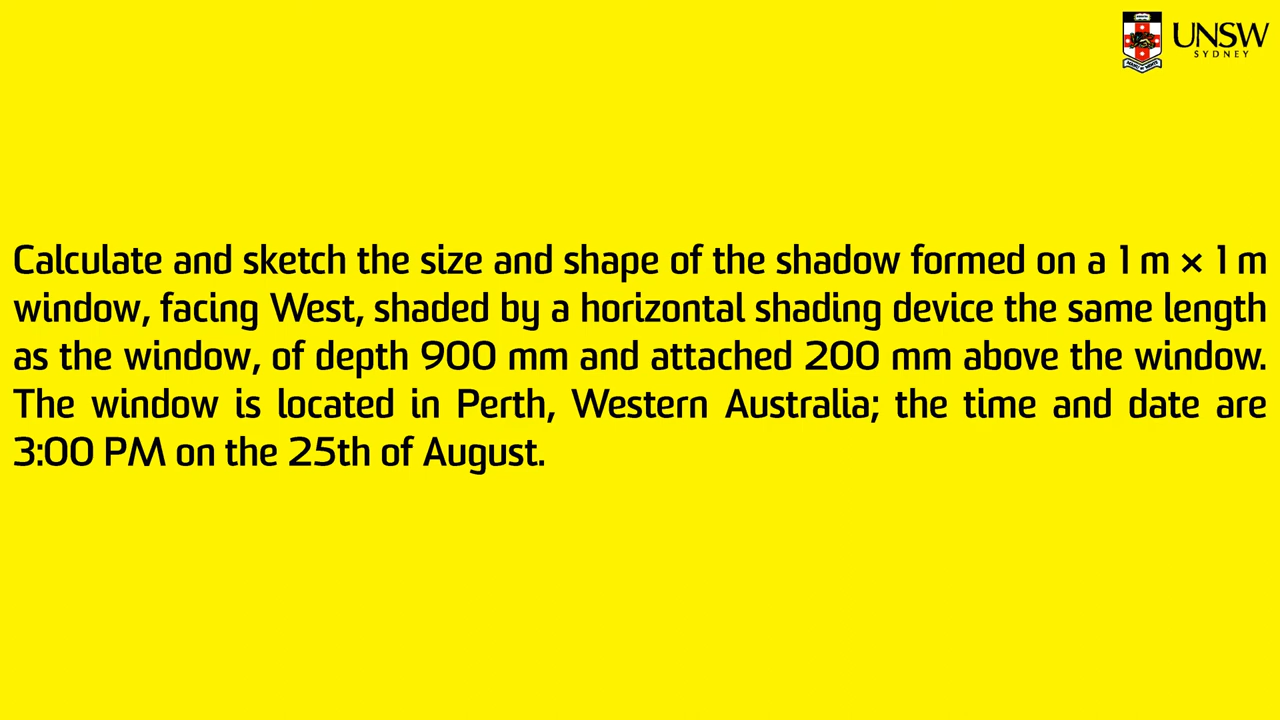 UNSW
SYDNEY
Calculate and sketch the size and shape of the shadow formed on a 1 m × 1 m
window, facing West, shaded by a horizontal shading device the same length
as the window, of depth 900 mm and attached 200 mm above the window.
The window is located in Perth, Western Australia; the time and date are
3:00 PM on the 25th of August.